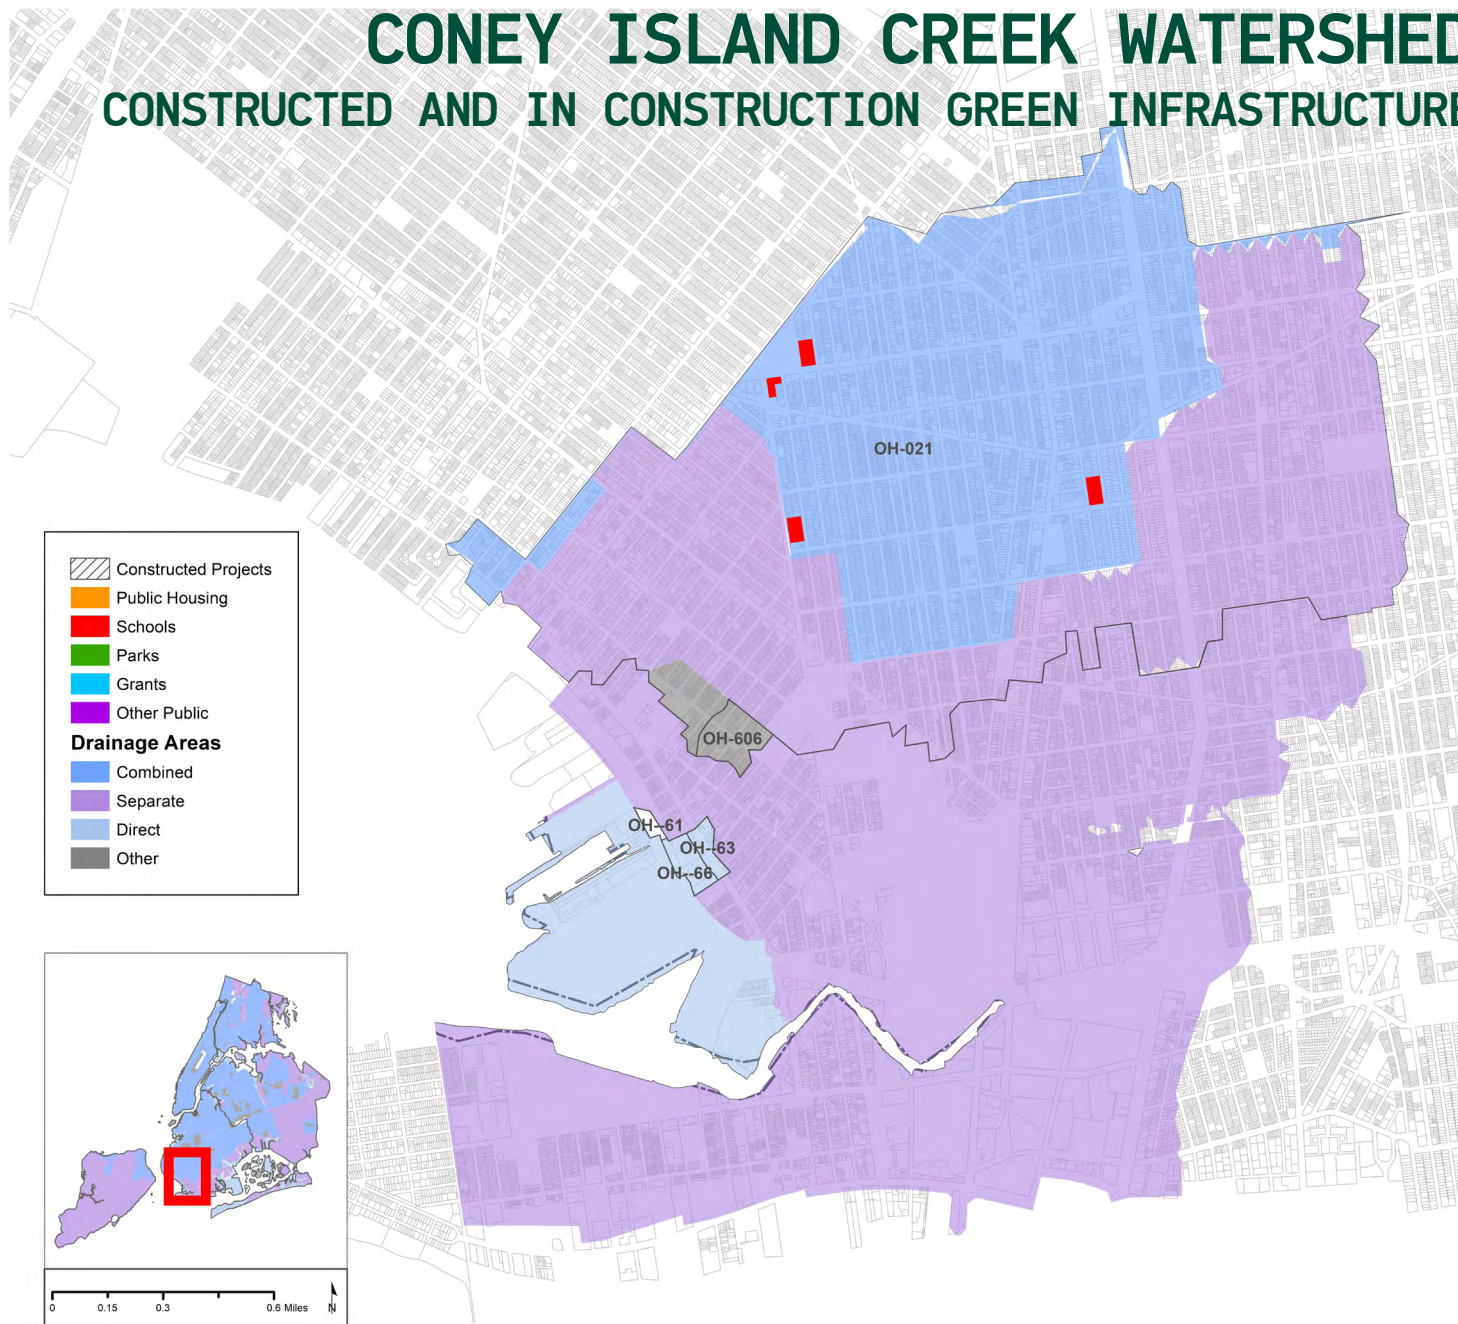 CONEY ISLAND CREEK WATERSHED
CONSTRUCTED AND IN CONSTRUCTION GREEN INFRASTRUCTURE
OH-021
Constructed Projects
Public Housing
Schools
Parks
Grants
Other Public
Drainage Areas
Combined
Separate
Direct
Other
OH-606
OH--61
OH--63
OH--66
0 0.15 0.3 0.6 Miles N